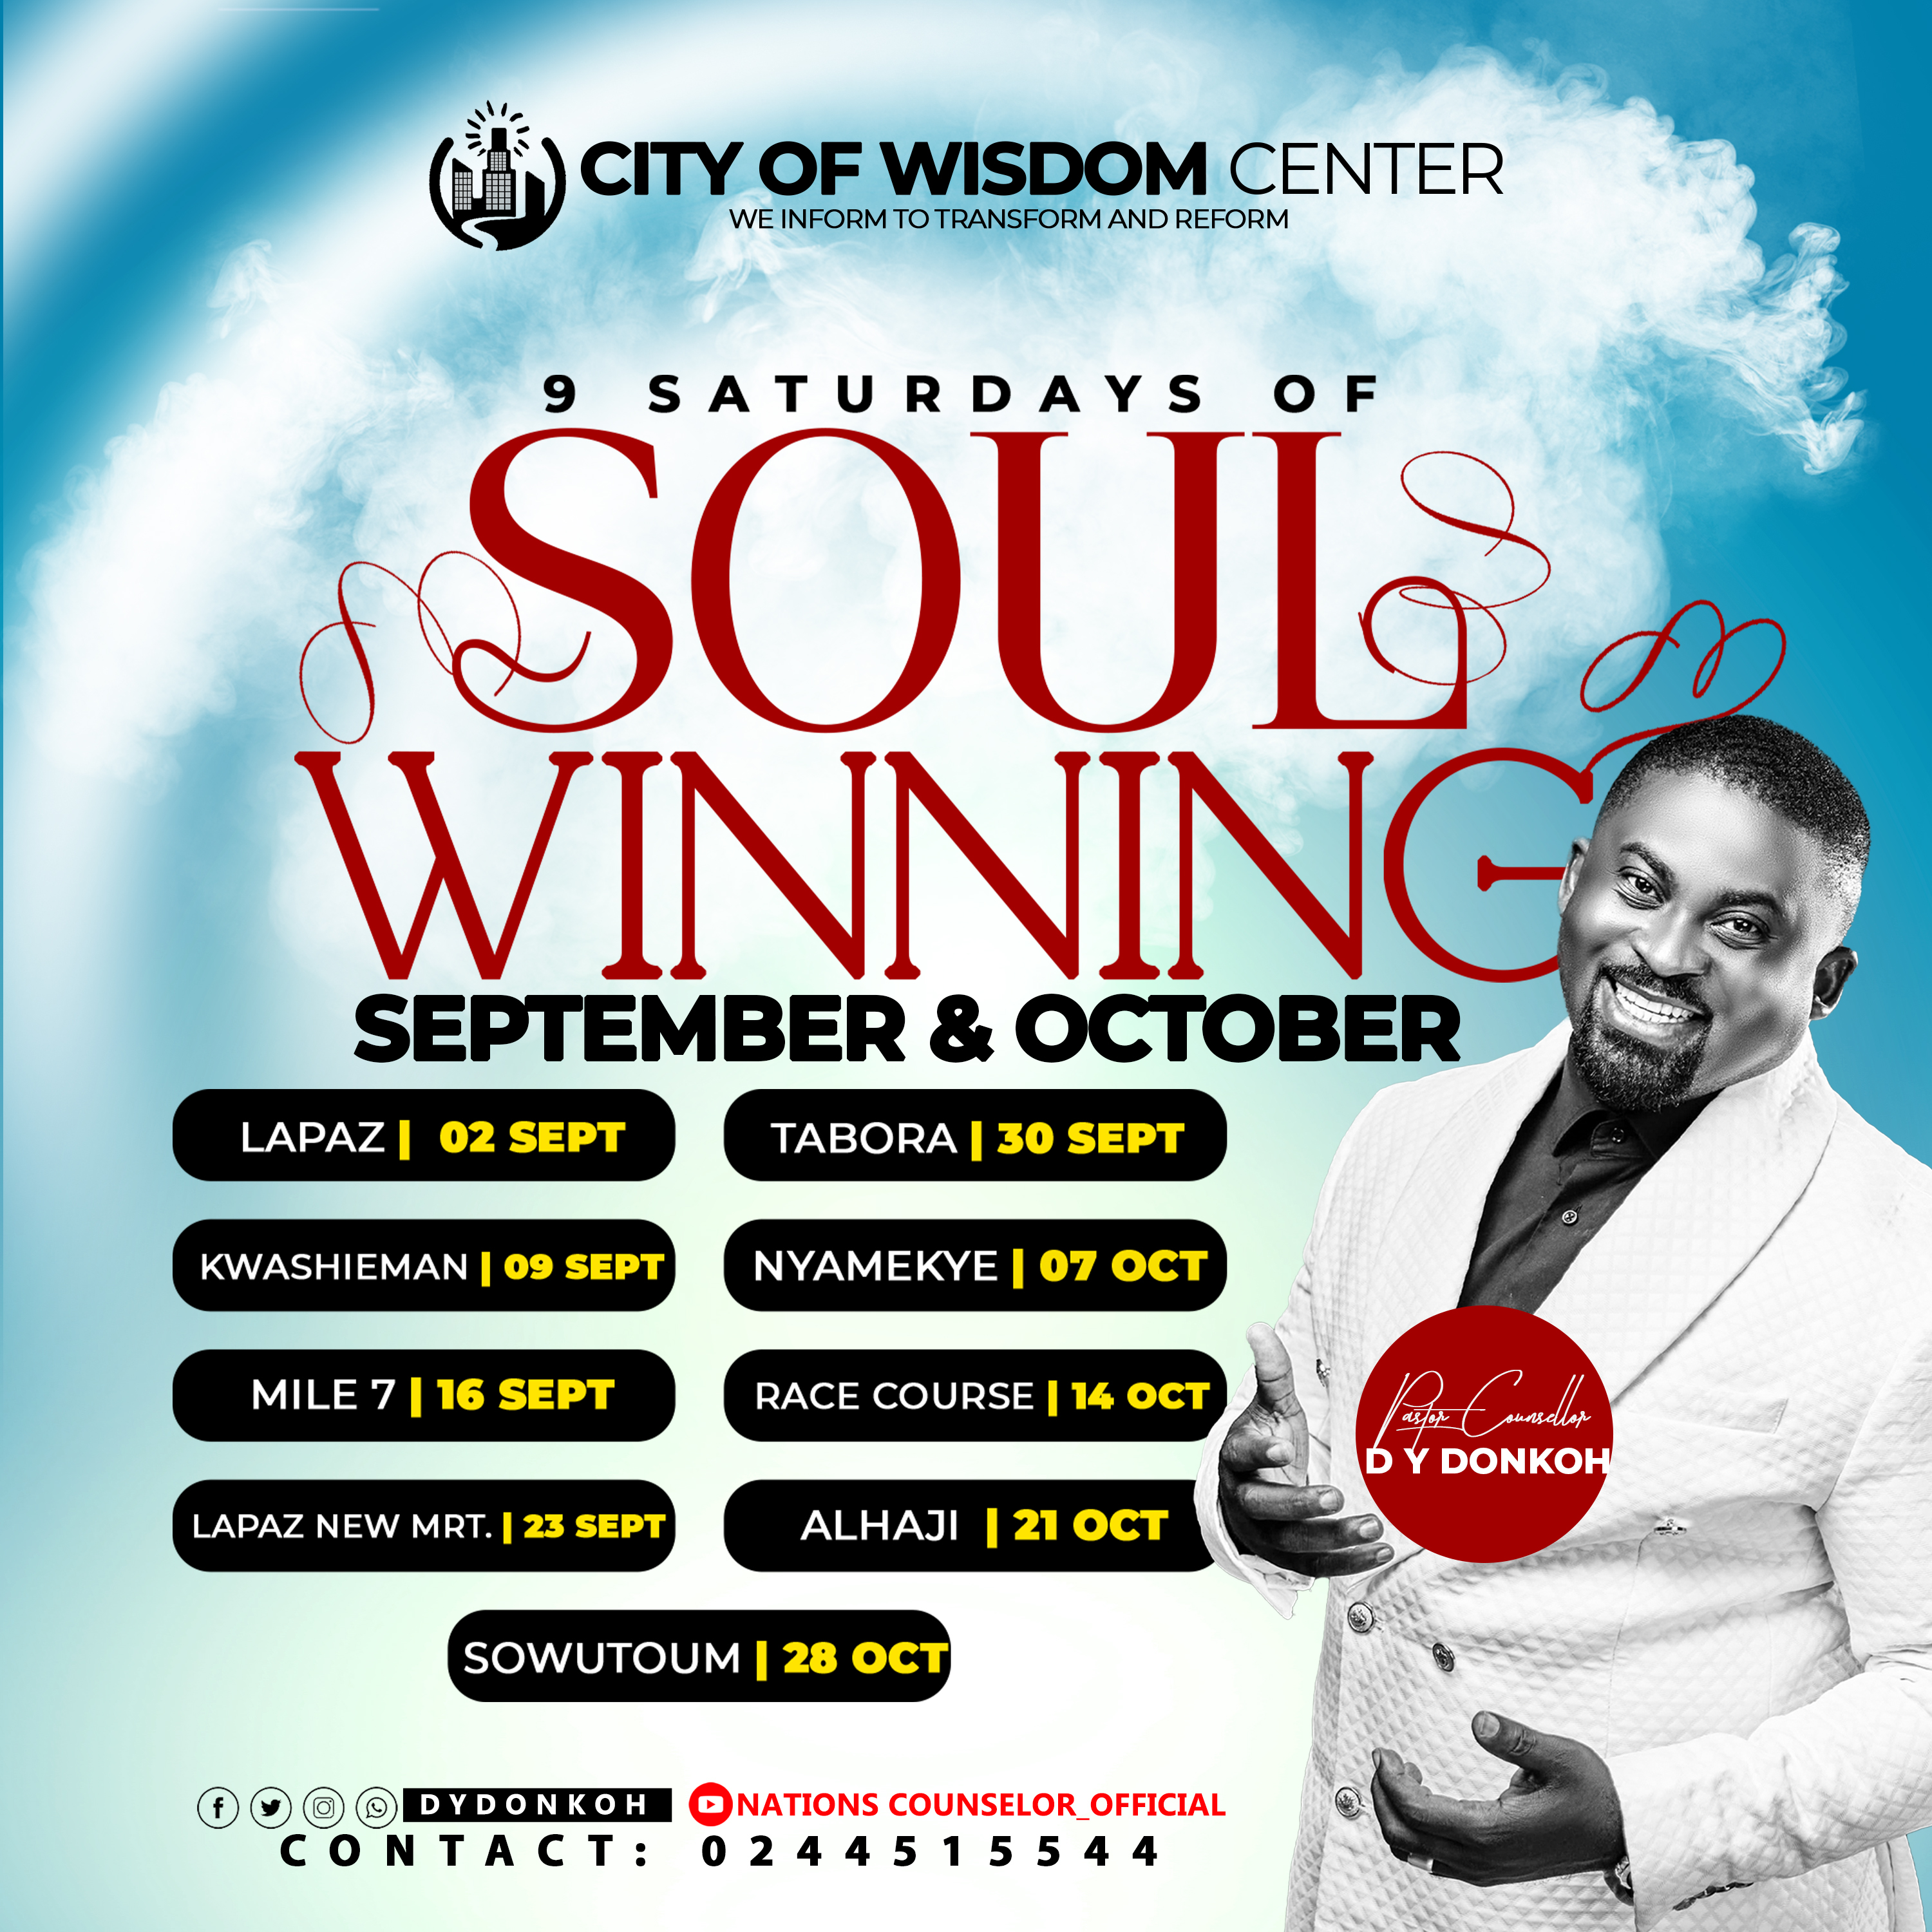 CITY OF WISDOM CENTER
WE INFORM TO TRANSFORM AND REFORM
9 SATURDAYS OF
SOUL
WINNING
SEPTEMBER & OCTOBER
LAPAZ | 02 SEPT
TABORA | 30 SEPT
KWASHIEMAN | 09 SEPT
NYAMEKYE | 07 OCT
MILE 7 | 16 SEPT
RACE COURSE | 14 OCT
LAPAZ NEW MRT. | 23 SEPT
ALHAJI | 21 OCT
SOWUTOUM | 28 OCT
Pastor Counsellor
D Y DONKOH
DYDONKOH
NATIONS COUNSELOR_OFFICIAL
CONTACT: 0244515544